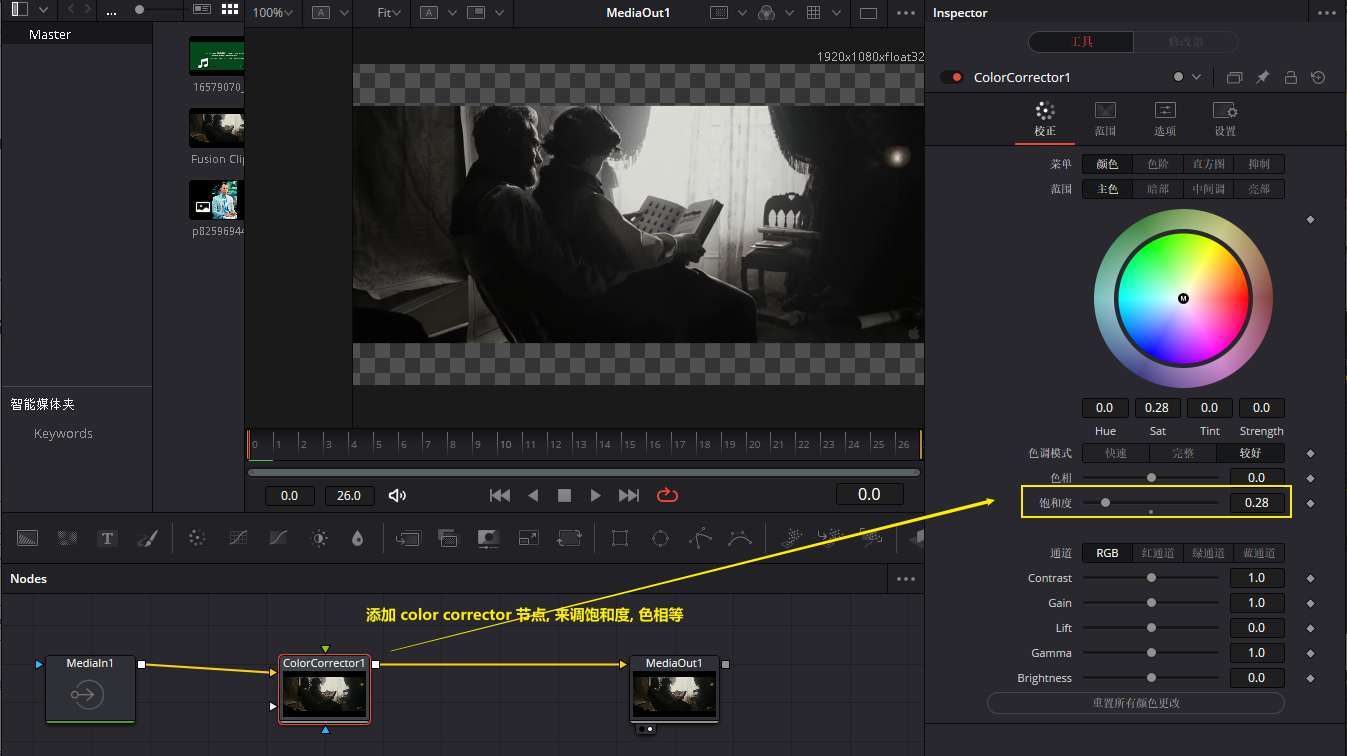 ...
100%
A
Fit
A
MediaOut1
Inspector
Master
16579070_
Fusion Clip
p8259694
智能媒体夹
Keywords
1920x1080xfloat32
工具
修改器
ColorCorrector1
校正
范围
选项
设置
菜单
颜色
色阶
直方图
抑制
范围
主色
暗部
中间调
亮部
M
0.0
0.28
0.0
0.0
Hue
Sat
Tint
Strength
色调模式
快速
完整
较好
色相
0.0
饱和度
0.28
通道
RGB
红通道
绿通道
蓝通道
Contrast
1.0
Gain
1.0
Lift
0.0
Gamma
1.0
Brightness
0.0
重置所有颜色更改
0 1 2 3 4 5 6 7 8 9 10 11 12 13 14 15 16 17 18 19 20 21 22 23 24 25 26
0.0
26.0
0.0
T
Nodes
添加 color corrector 节点, 来调饱和度, 色相等
MediaIn1
ColorCorrector1
MediaOut1